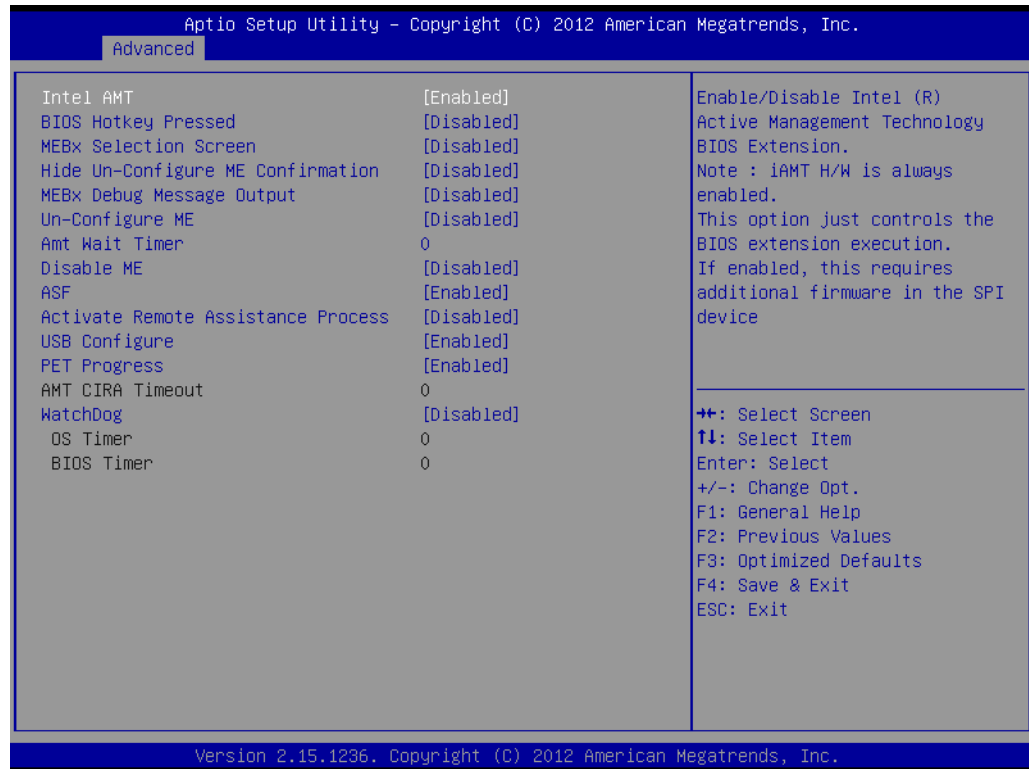 Aptio Setup Utility – Copyright (C) 2012 American Megatrends, Inc.
Advanced
Intel AMT [Enabled]
BIOS Hotkey Pressed [Disabled]
MEBx Selection Screen [Disabled]
Hide Un-Configure ME Confirmation [Disabled]
MEBx Debug Message Output [Disabled]
Un-Configure ME [Disabled]
Amt Wait Timer 0
Disable ME [Disabled]
ASF [Enabled]
Activate Remote Assistance Process [Disabled]
USB Configure [Enabled]
PET Progress [Enabled]
AMT CIRA Timeout 0
WatchDog [Disabled]
OS Timer 0
BIOS Timer 0
Enable/Disable Intel (R)
Active Management Technology
BIOS Extension.
Note : iAMT H/W is always
enabled.
This option just controls the
BIOS extension execution.
If enabled, this requires
additional firmware in the SPI
device
→←: Select Screen
↑↓: Select Item
Enter: Select
+/-: Change Opt.
F1: General Help
F2: Previous Values
F3: Optimized Defaults
F4: Save & Exit
ESC: Exit
Version 2.15.1236. Copyright (C) 2012 American Megatrends, Inc.